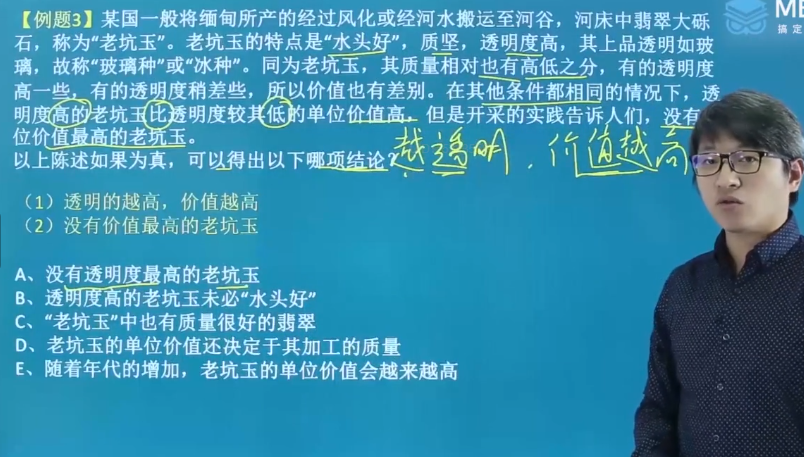 【例题3】某国一般将缅甸所产的经过风化或经河水搬运至河谷，河床中翡翠大砾
石，称为“老坑玉”。老坑玉的特点是“水头好”，质坚，透明度高，其上品透明如玻
璃，故称“玻璃种”或“冰种”。同为老坑玉，其质量相对也有高低之分，有的透明度
高一些，有的透明度稍差些，所以价值也有差别。在其他条件都相同的情况下，透
明度高的老坑玉比透明度较其低的单位价值高，但是开采的实践告诉人们，没有
位价值最高的老坑玉。
以上陈述如果为真，可以得出以下哪项结论？
越透明，价值越高
（1）透明的越高，价值越高
（2）没有价值最高的老坑玉
A、没有透明度最高的老坑玉
B、透明度高的老坑玉未必“水头好”
C、“老坑玉”中也有质量很好的翡翠
D、老坑玉的单位价值还决定于其加工的质量
E、随着年代的增加，老坑玉的单位价值会越来越高
ME
搞定